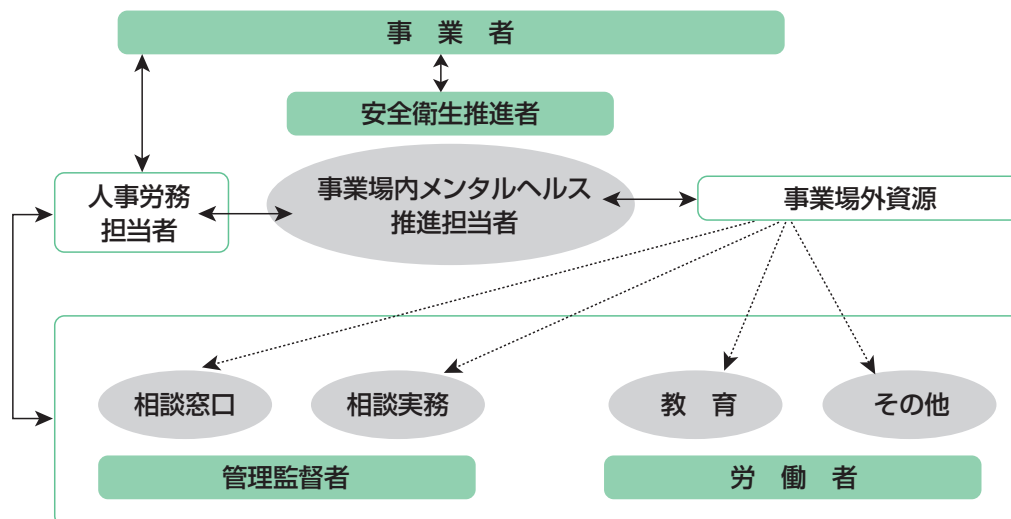 事　業　者
安全衛生推進者
人事労務
担当者
事業場内メンタルヘルス
推進担当者
事業場外資源
相談窓口
相談実務
教　育
その他
管理監督者
労　働　者